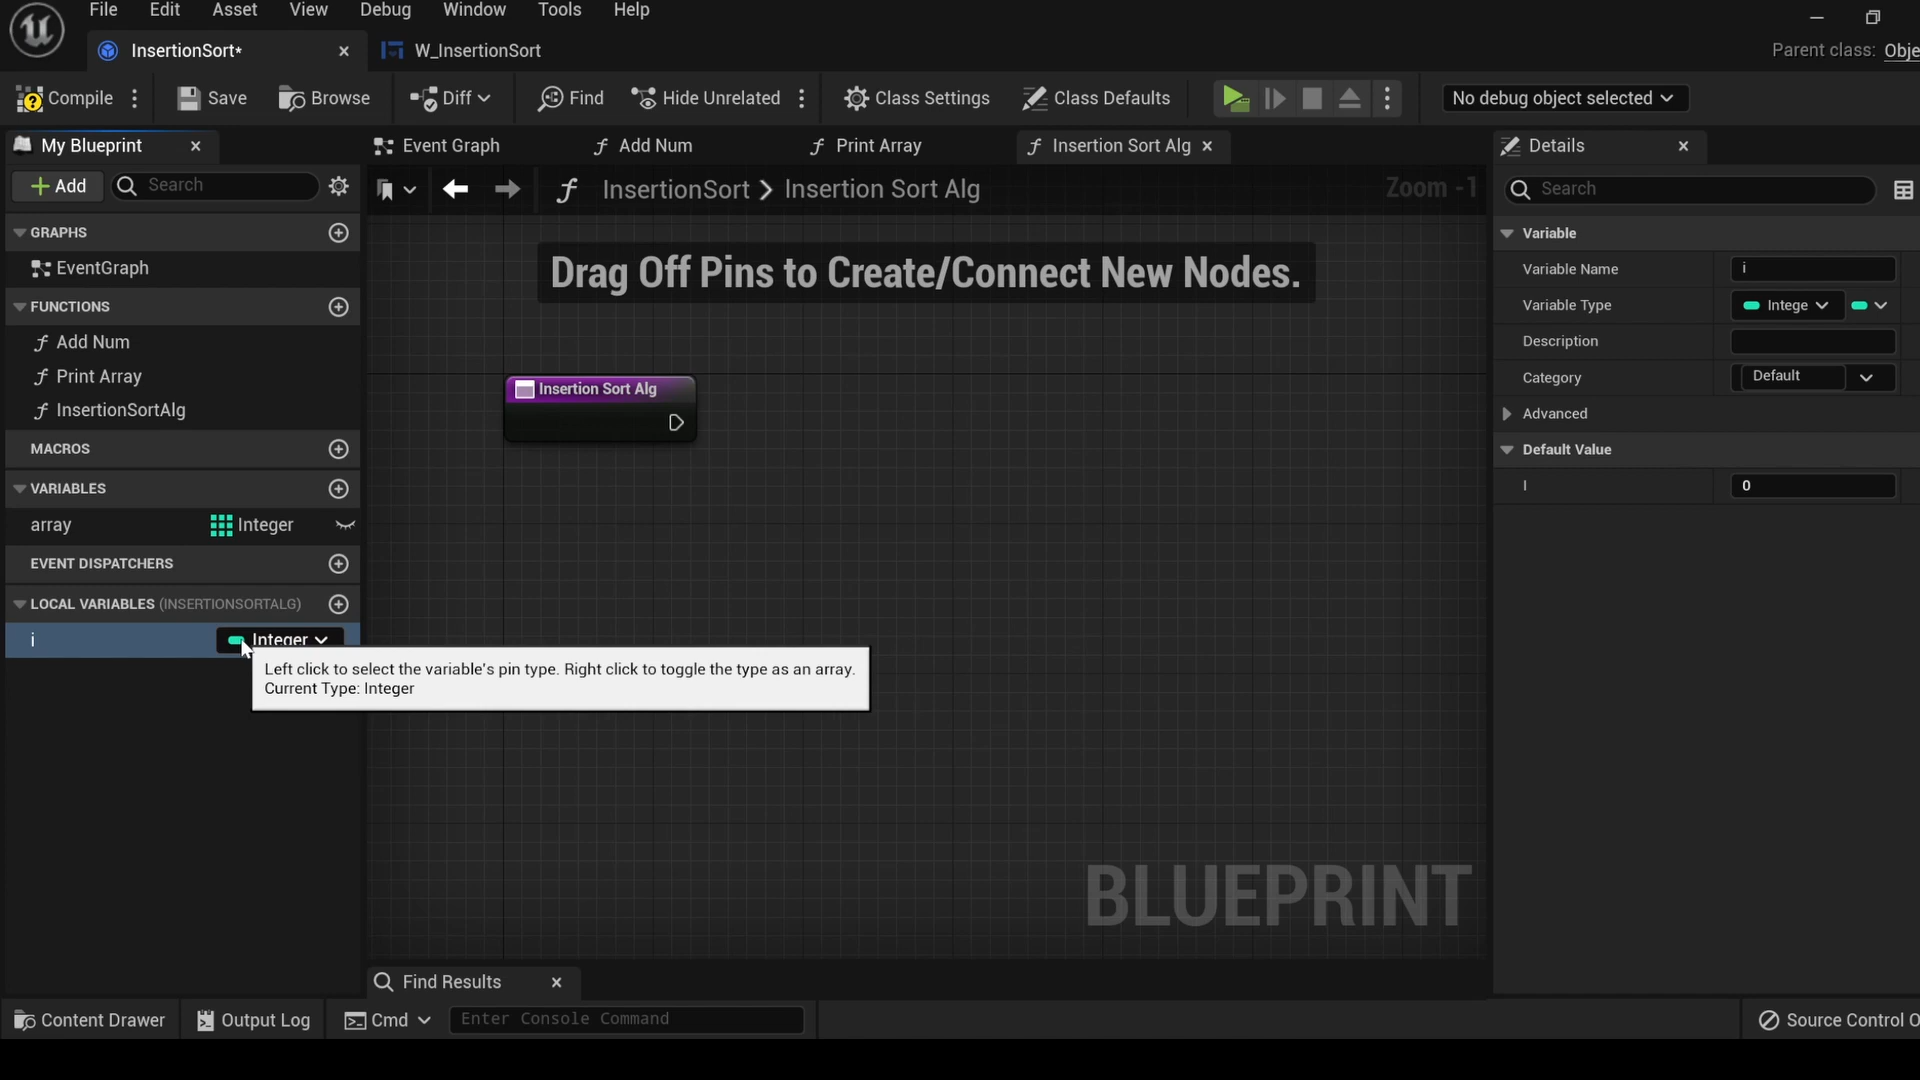 File Edit Asset View Debug Window Tools Help
InsertionSort*
W_InsertionSort
Parent class: Obje
Compile Save Browse Diff Find Hide Unrelated Class Settings Class Defaults No debug object selected
My Blueprint
Event Graph Add Num Print Array Insertion Sort Alg
Details
Add
Search
InsertionSort > Insertion Sort Alg
Zoom -1
Search
GRAPHS
EventGraph
FUNCTIONS
Add Num
Print Array
InsertionSortAlg
MACROS
VARIABLES
array Integer
EVENT DISPATCHERS
LOCAL VARIABLES (INSERTIONSORTALG)
i Integer
Left click to select the variable's pin type. Right click to toggle the type as an array.
Current Type: Integer
Drag Off Pins to Create/Connect New Nodes.
Insertion Sort Alg
BLUEPRINT
Variable
Variable Name i
Variable Type Intege
Description
Category Default
Advanced
Default Value
I 0
Find Results
Content Drawer Output Log Cmd Enter Console Command Source Control O